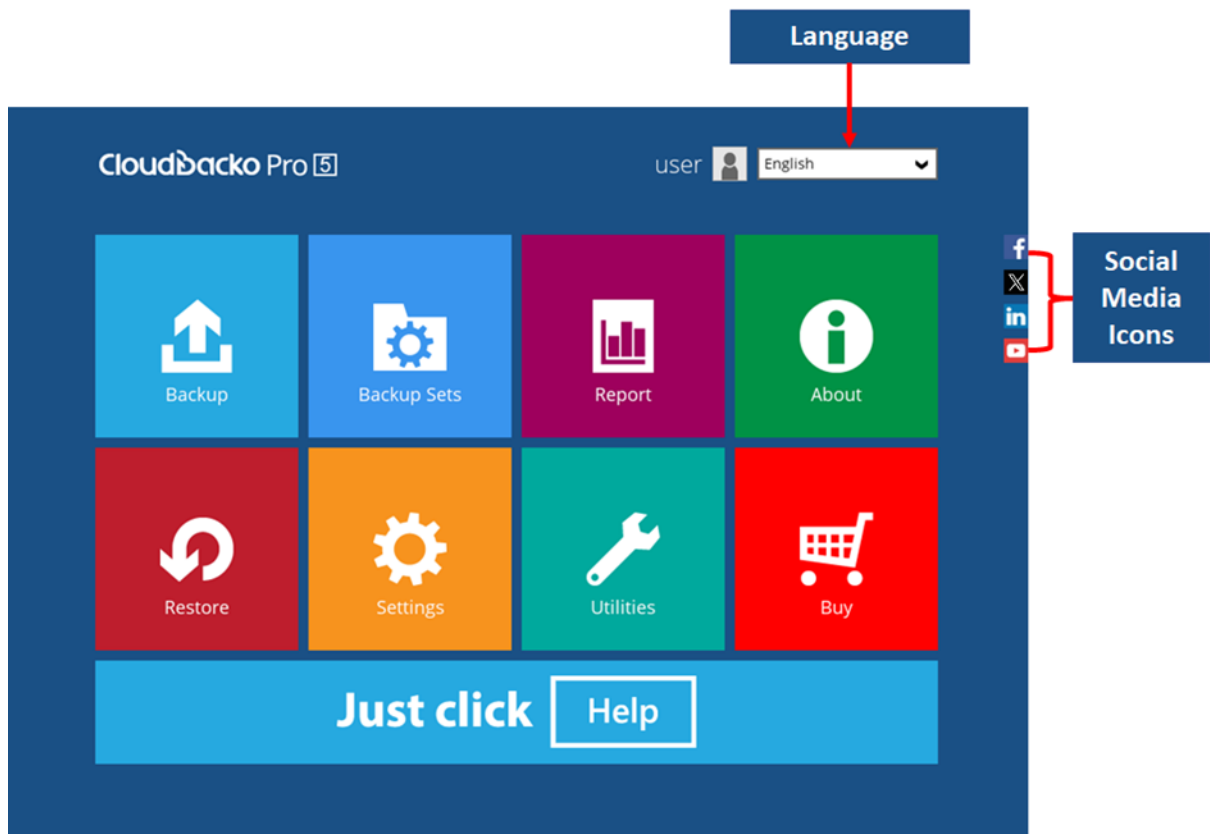 Language
CloudBacko Pro 5
user
English
Backup
Backup Sets
Report
About
Social
Media
Icons
Restore
Settings
Utilities
Buy
Just click Help